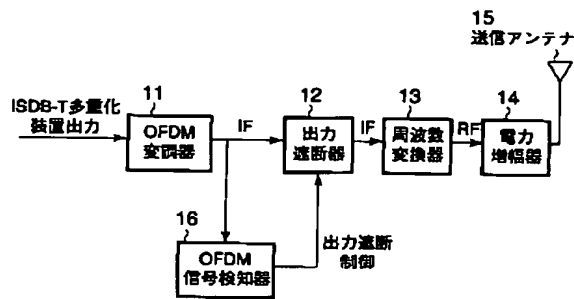 15
送信アンテナ
ISDB-T多量化
装置出力
11
OFDM
変調器
IF
12
出力
遮断器
IF
13
周波数
変換器
RF
14
電力
増幅器
16
OFDM
信号検知器
出力遮断
制御